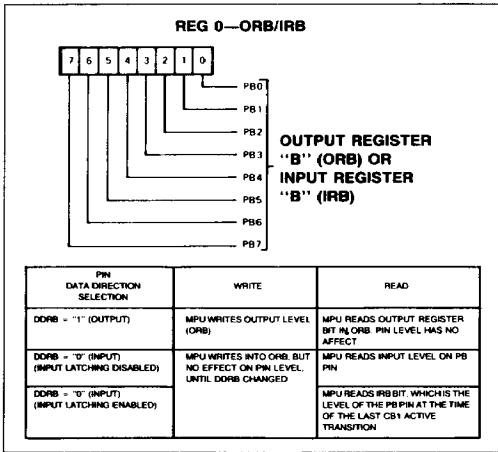 REG 0—ORB/IRB
7 6 5 4 3 2 1 0
PB0
PB1
PB2
PB3
PB4
PB5
PB6
PB7
OUTPUT REGISTER
"B" (ORB) OR
INPUT REGISTER
"B" (IRB)
PIN
DATA DIRECTION
SELECTION
WRITE
READ
DDRB = "1" (OUTPUT)
MPU WRITES OUTPUT LEVEL
(ORB)
MPU READS OUTPUT REGISTER
BIT IN ORB. PIN LEVEL HAS NO
AFFECT
DDRB = "0" (INPUT)
(INPUT LATCHING DISABLED)
MPU WRITES INTO ORB, BUT
NO EFFECT ON PIN LEVEL,
UNTIL DDRB CHANGED
MPU READS INPUT LEVEL ON PB
PIN
DDRB = "0" (INPUT)
(INPUT LATCHING ENABLED)
MPU READS IRB BIT, WHICH IS THE
LEVEL OF THE PB PIN AT THE TIME
OF THE LAST CB1 ACTIVE
TRANSITION